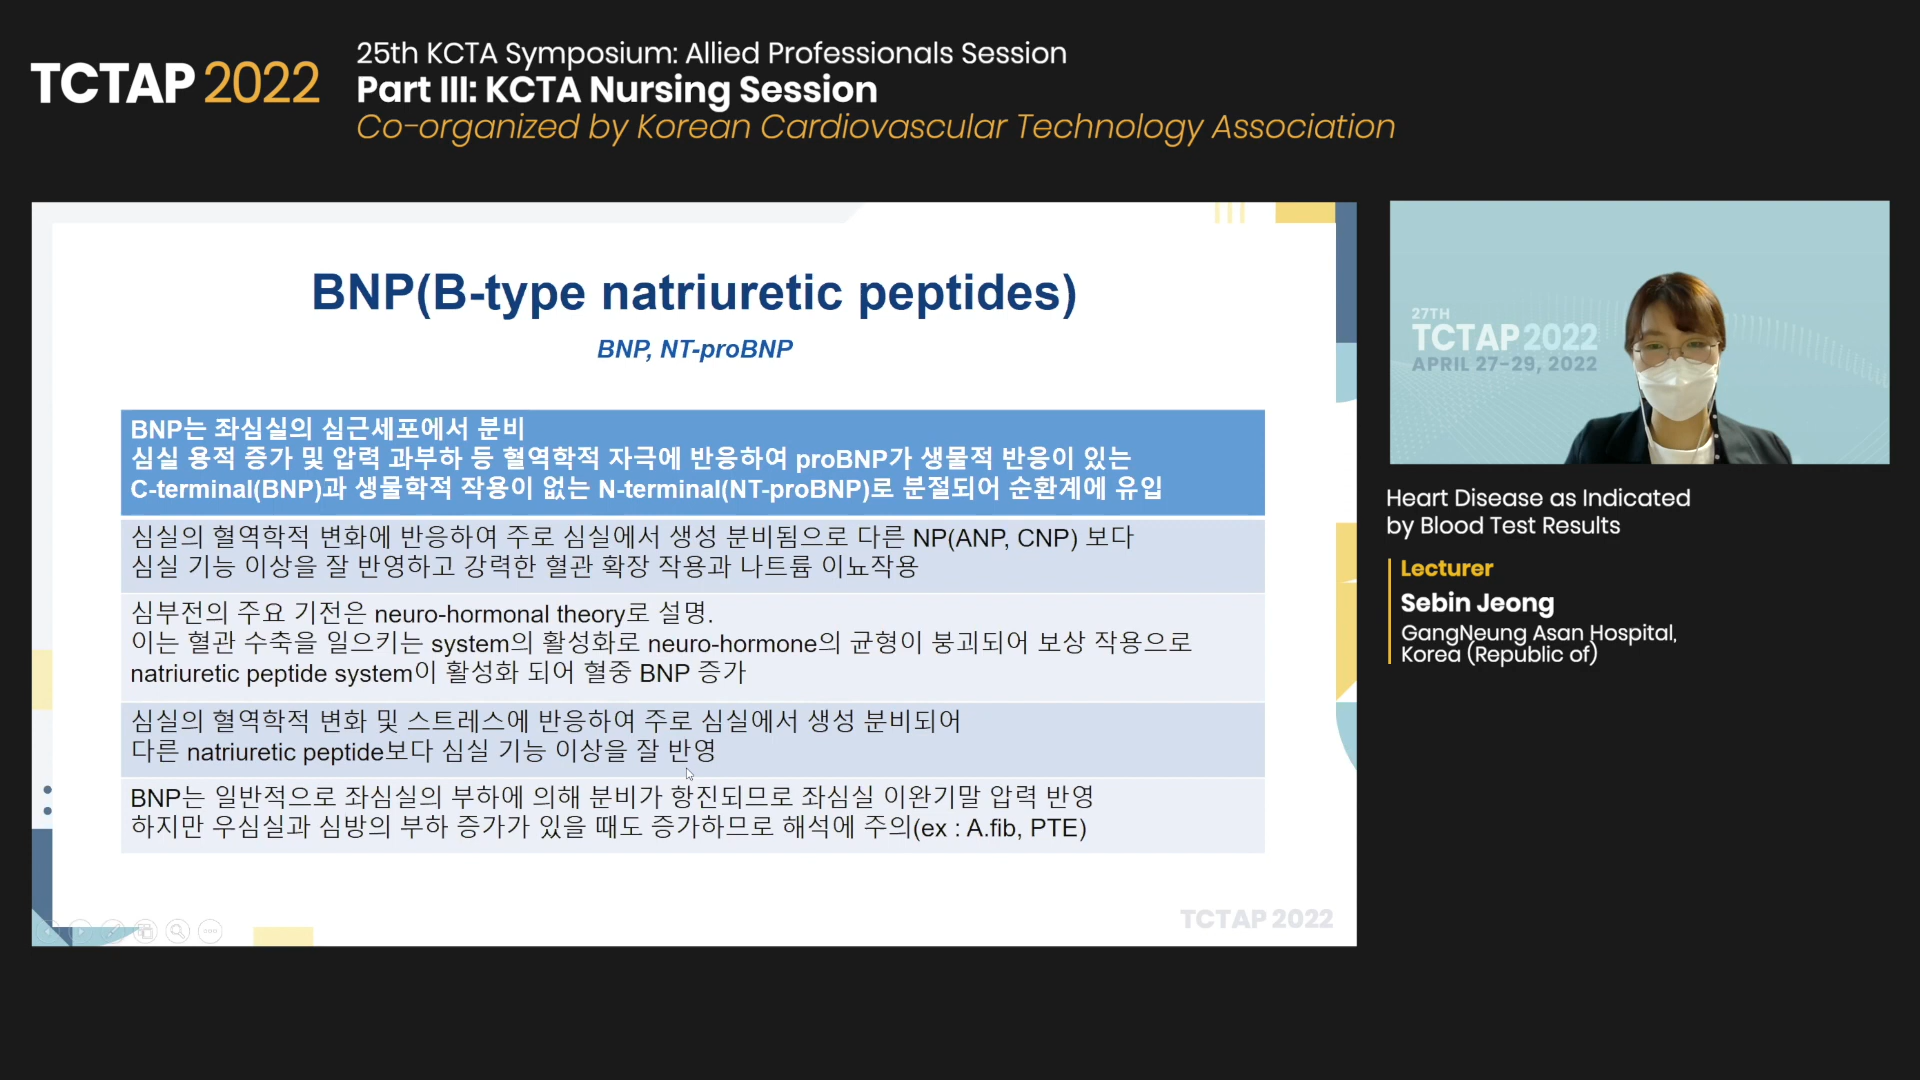 TCTAP 2022
25th KCTA Symposium: Allied Professionals Session
Part III: KCTA Nursing Session
Co-organized by Korean Cardiovascular Technology Association
BNP(B-type natriuretic peptides)
BNP, NT-proBNP
BNP는 좌심실의 심근세포에서 분비
심실 용적 증가 및 압력 과부하 등 혈역학적 자극에 반응하여 proBNP가 생물적 반응이 있는
C-terminal(BNP)과 생물학적 작용이 없는 N-terminal(NT-proBNP)로 분절되어 순환계에 유입
심실의 혈역학적 변화에 반응하여 주로 심실에서 생성 분비됨으로 다른 NP(ANP, CNP) 보다
심실 기능 이상을 잘 반영하고 강력한 혈관 확장 작용과 나트륨 이뇨작용
심부전의 주요 기전은 neuro-hormonal theory로 설명.
이는 혈관 수축을 일으키는 system의 활성화로 neuro-hormone의 균형이 붕괴되어 보상 작용으로
natriuretic peptide system이 활성화 되어 혈중 BNP 증가
심실의 혈역학적 변화 및 스트레스에 반응하여 주로 심실에서 생성 분비되어
다른 natriuretic peptide보다 심실 기능 이상을 잘 반영
BNP는 일반적으로 좌심실의 부하에 의해 분비가 항진되므로 좌심실 이완기말 압력 반영
하지만 우심실과 심방의 부하 증가가 있을 때도 증가하므로 해석에 주의(ex : A.fib, PTE)
TCTAP 2022
27TH
TCTAP 2022
APRIL 27-29, 2022
Heart Disease as Indicated
by Blood Test Results
Lecturer
Sebin Jeong
GangNeung Asan Hospital,
Korea (Republic of)